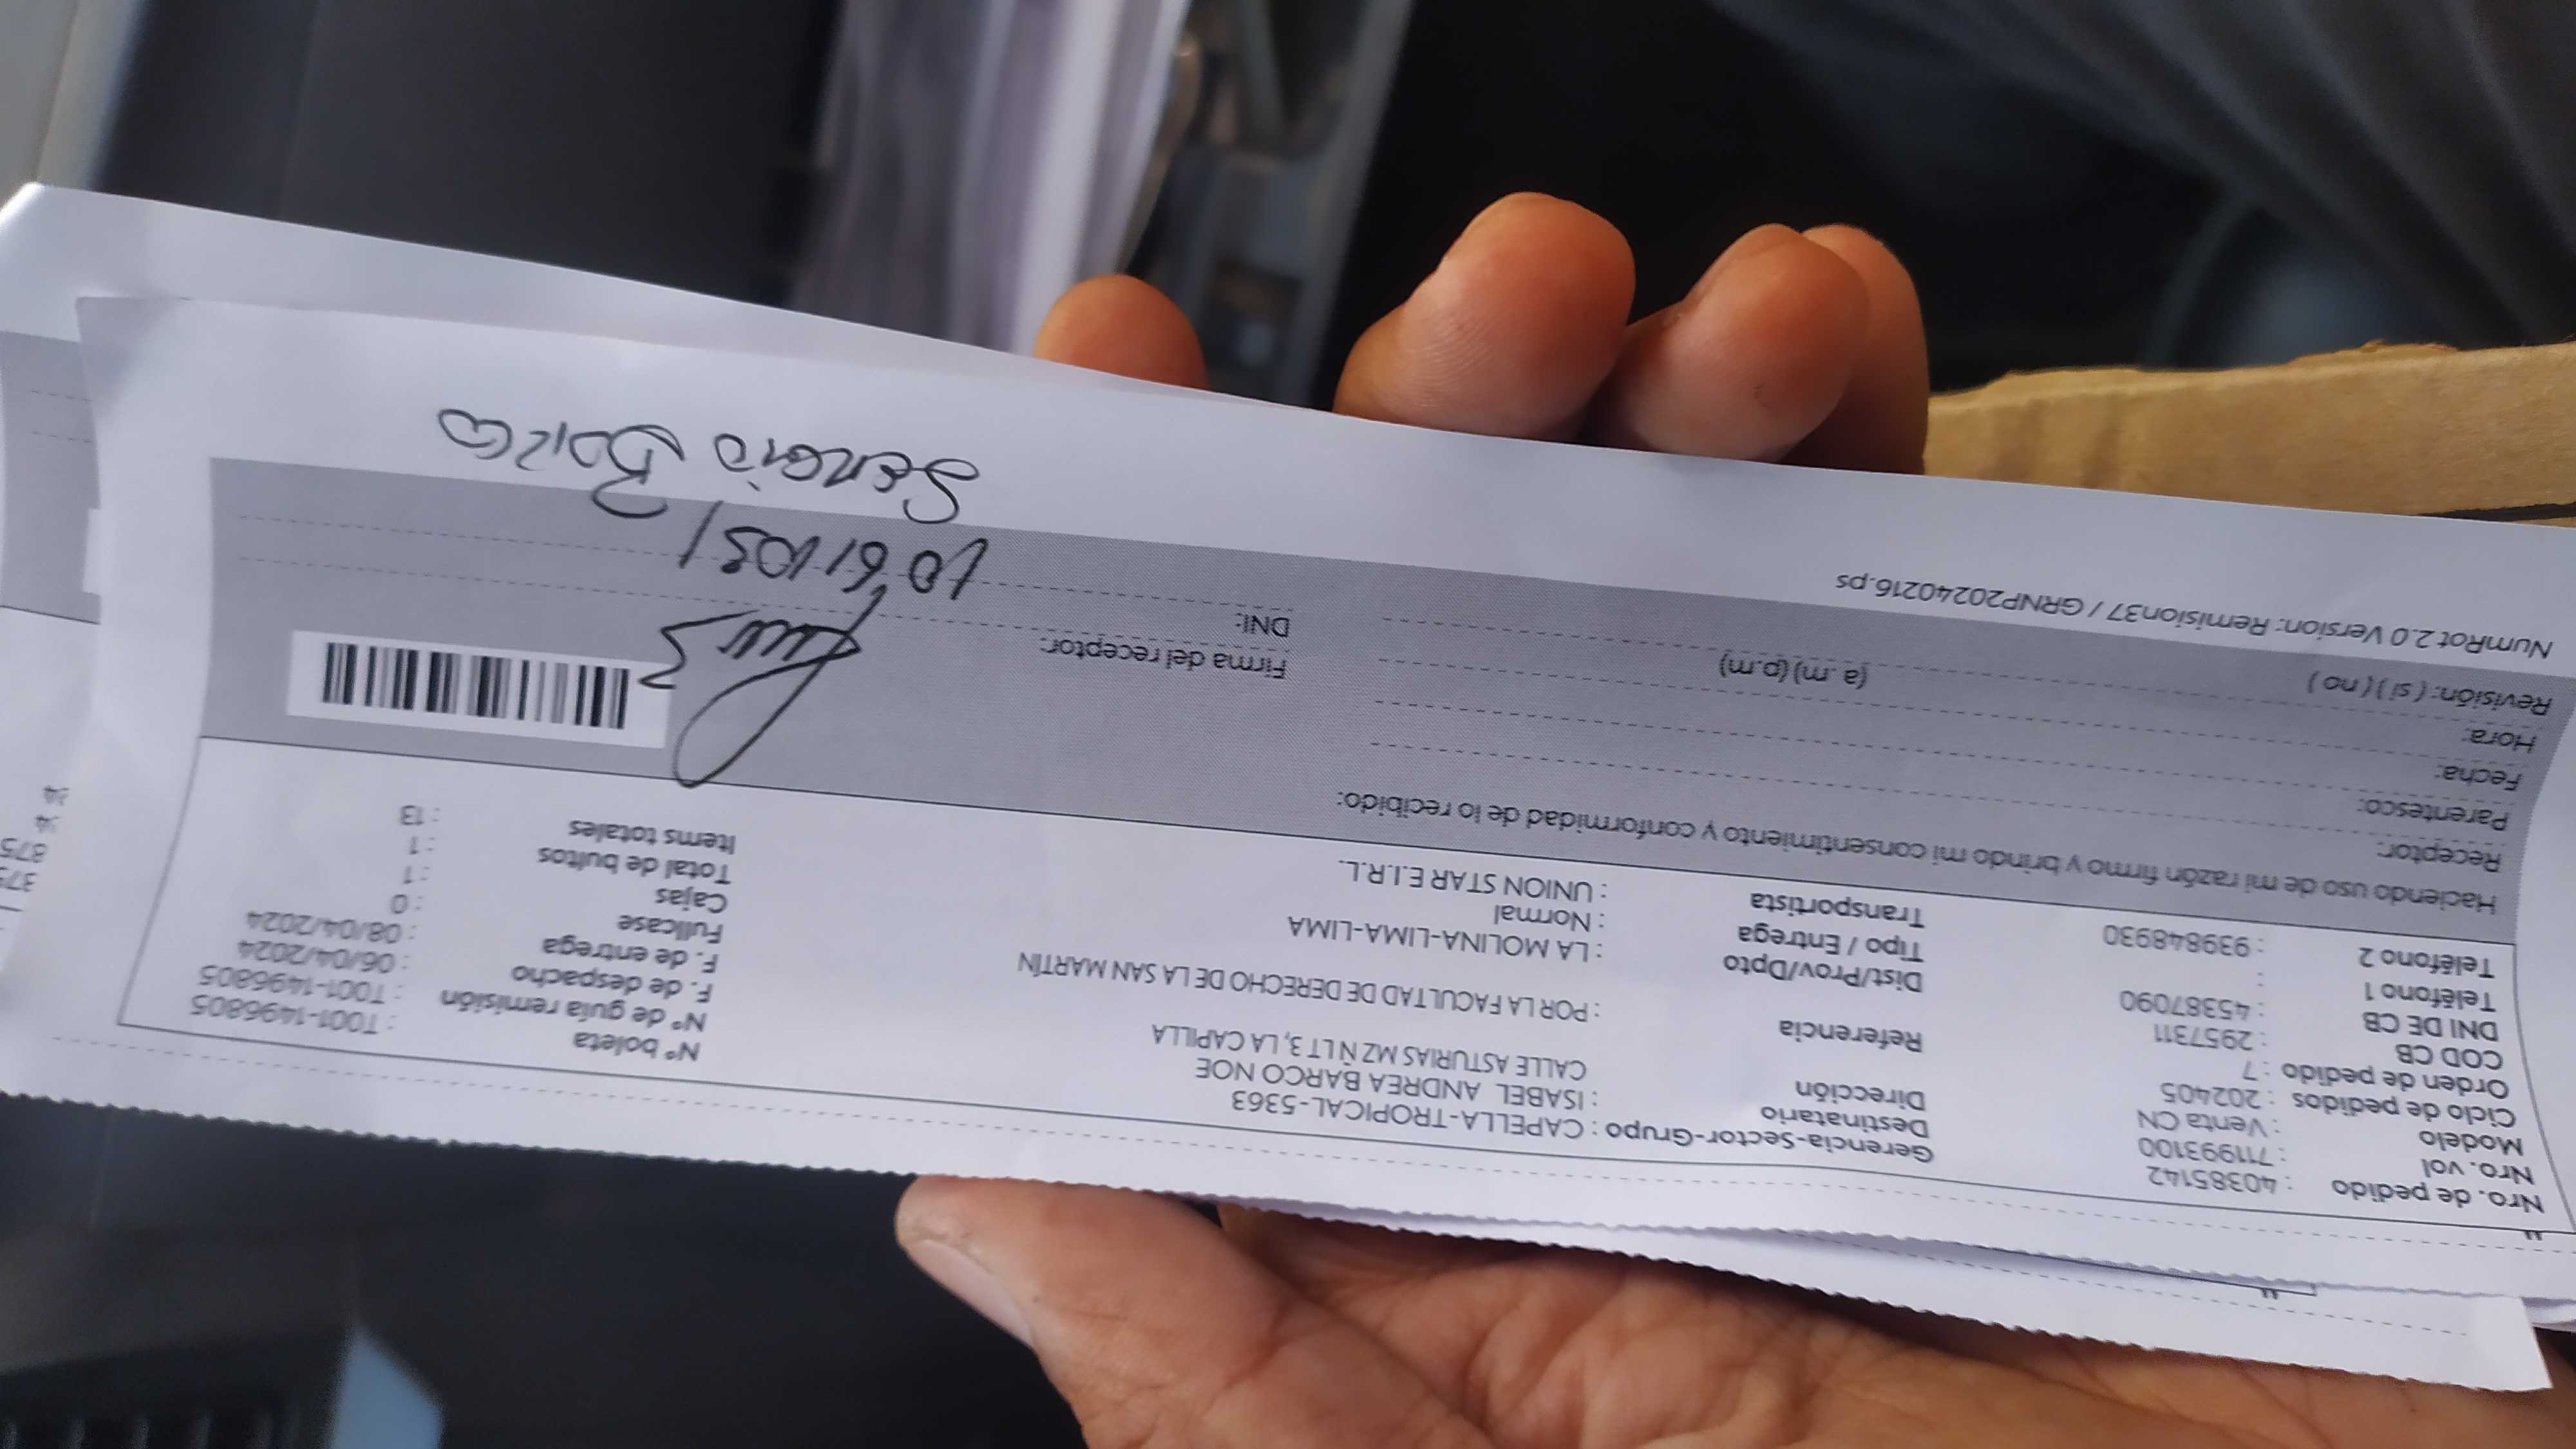 Nro. de pedido : 40385142
Nro. vol : 711993100
Modelo : Venta CN
Ciclo de pedidos : 202405
Orden de pedido : 7
COD CB : 2957311
DNI DE CB : 45387090
Teléfono 1 :
Teléfono 2 : 939848930
Gerencia-Sector-Grupo : CAPELLA-TROPICAL-5363
Destinatario : ISABEL ANDREA BARCO NOE
Dirección CALLE ASTURIAS MZ Ñ LT 3, LA CAPILLA
Referencia : POR LA FACULTAD DE DERECHO DE LA SAN MARTÍN
Dist/Prov/Dpto : LA MOLINA-LIMA-LIMA
Tipo / Entrega : Normal
Transportista : UNION STAR E.I.R.L.
N° boleta : T001-1496805
N° de guía remisión : T001-1496805
F. de despacho : 06/04/2024
F. de entrega : 08/04/2024
Fullcase : 0
Cajas : 1
Total de bultos : 1
Items totales : 13
Haciendo uso de mi razón firmo y brindo mi consentimiento y conformidad de lo recibido:
Receptor:
Parentesco:
Fecha:
Hora: (a.m) (p.m)
Revisión: ( si ) ( no )
Firma del receptor:
DNI:
Sergio Barco
NumRot 2.0 Version: Remision37 / GRNP20240216.ps